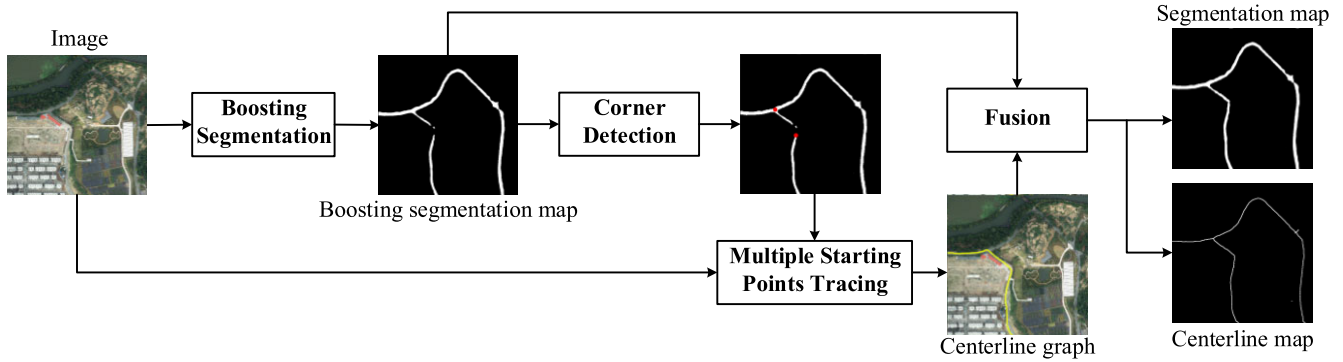 Image
Boosting
Segmentation
Boosting segmentation map
Corner
Detection
Multiple Starting
Points Tracing
Centerline graph
Fusion
Segmentation map
Centerline map